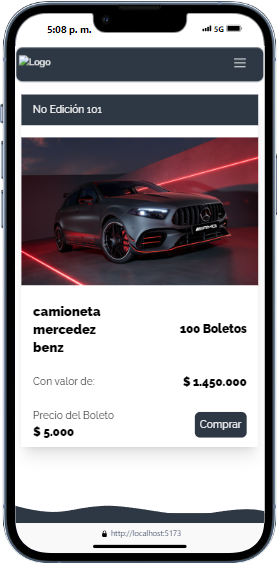 5:08 p. m.
5G
Logo
No Edición 101
AMG
camioneta
mercedez
benz
100 Boletos
Con valor de:
$ 1.450.000
Precio del Boleto
$ 5.000
Comprar
http://localhost:5173